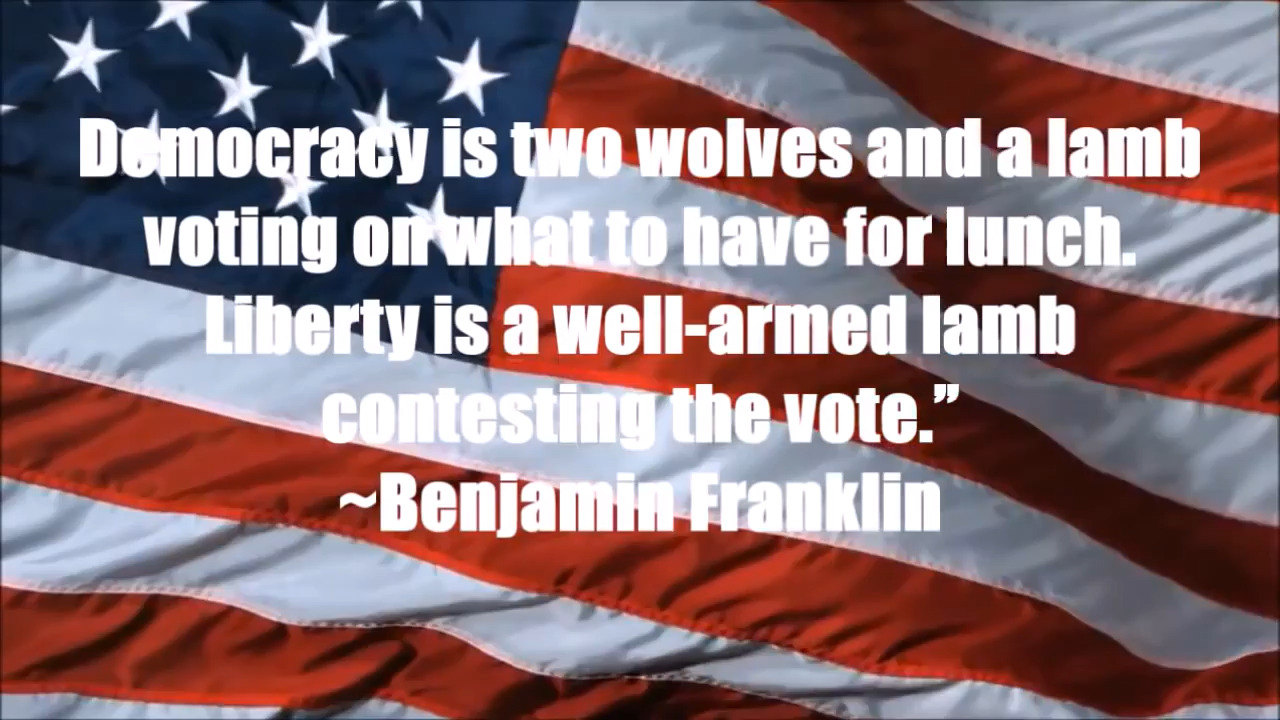 Democracy is two wolves and a lamb
voting on what to have for lunch.
Liberty is a well-armed lamb
contesting the vote.”
~Benjamin Franklin